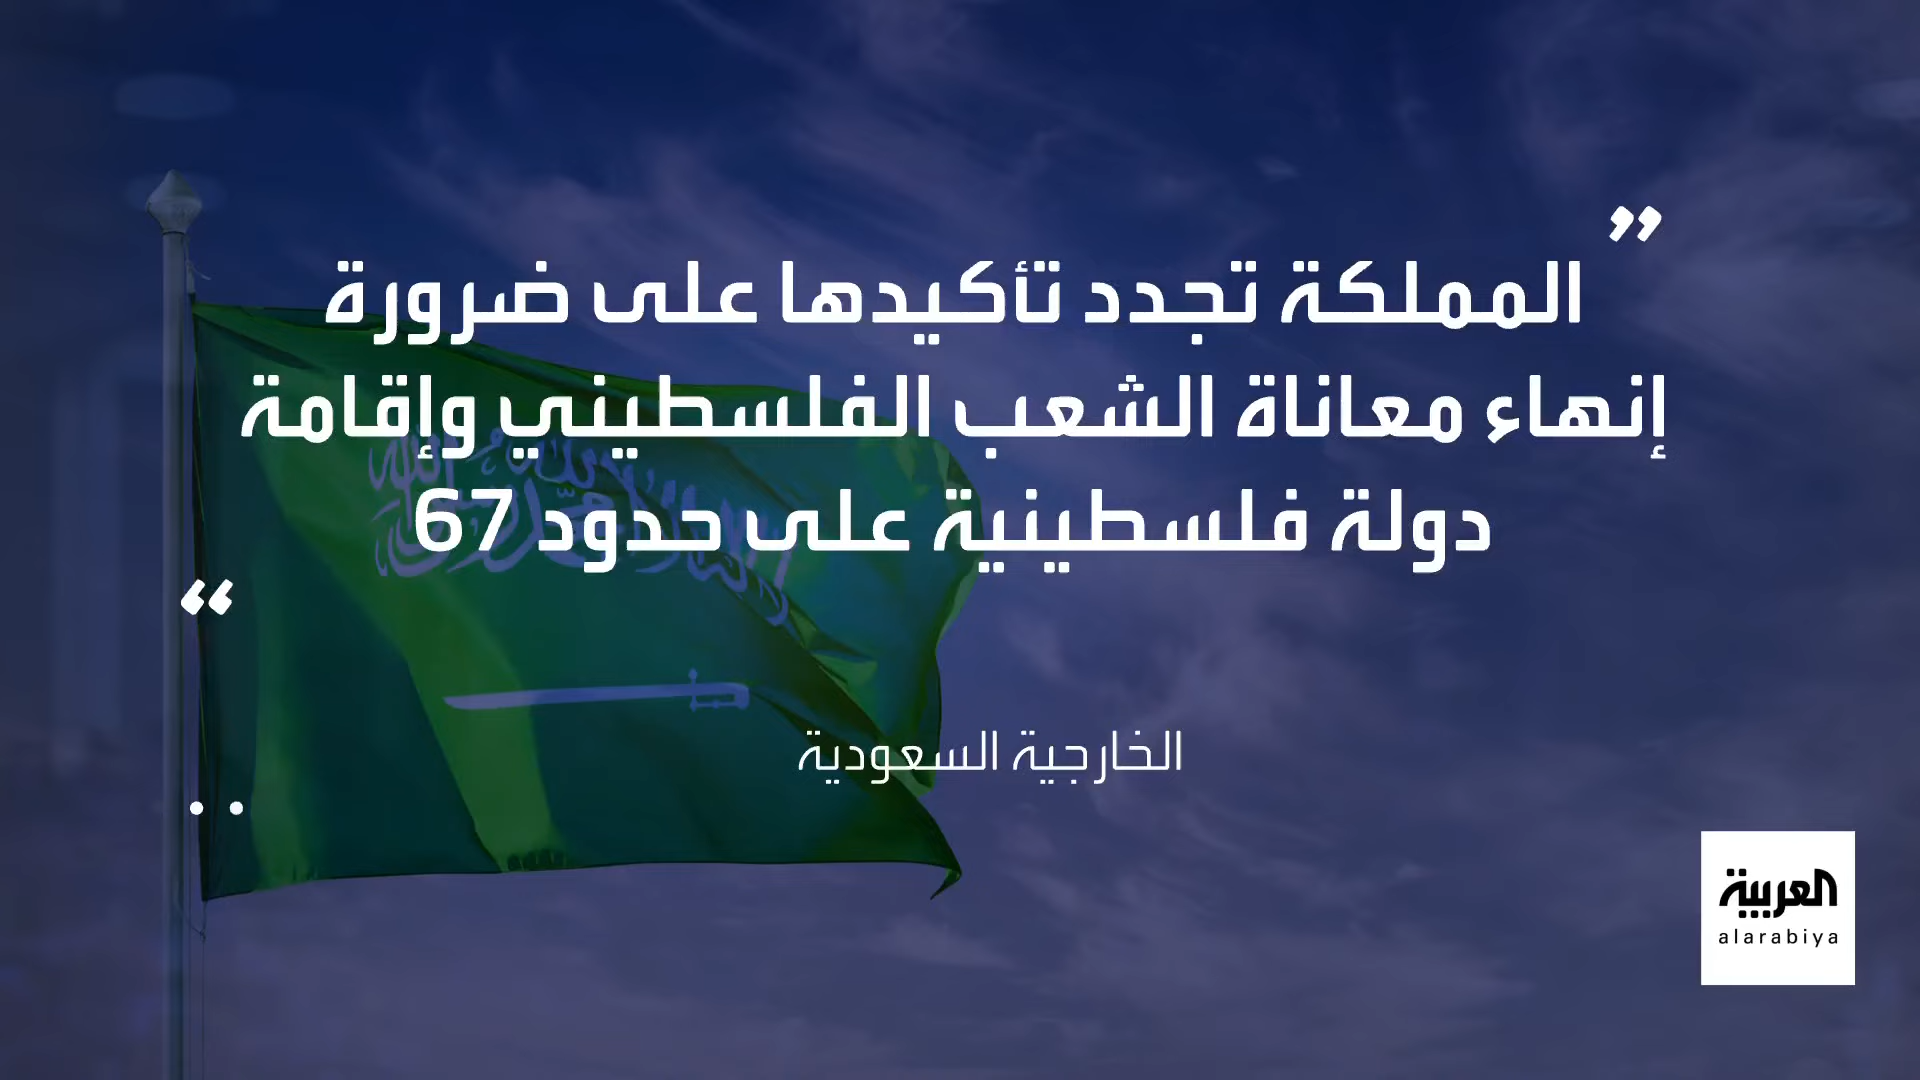 ”
المملكة تجدد تأكيدها على ضرورة
إنهاء معاناة الشعب الفلسطيني وإقامة
دولة فلسطينية على حدود 67
“
الخارجية السعودية
العربية
alarabiya